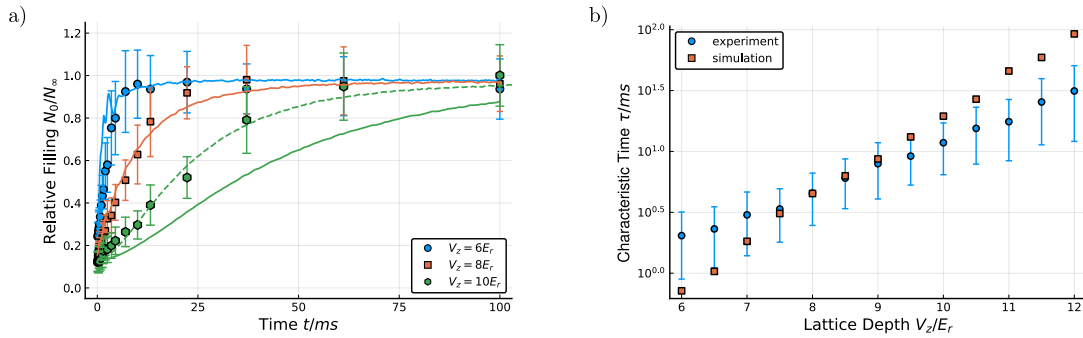 a)
Relative Filling N₀/N∞
1.2
1.0
0.8
0.6
0.4
0.2
0.0
V_z = 6E_r
V_z = 8E_r
V_z = 10E_r
0 25 50 75 100
Time t/ms
b)
Characteristic Time τ/ms
10^2.0
10^1.5
10^1.0
10^0.5
10^0.0
experiment
simulation
6 7 8 9 10 11 12
Lattice Depth V_z/E_r